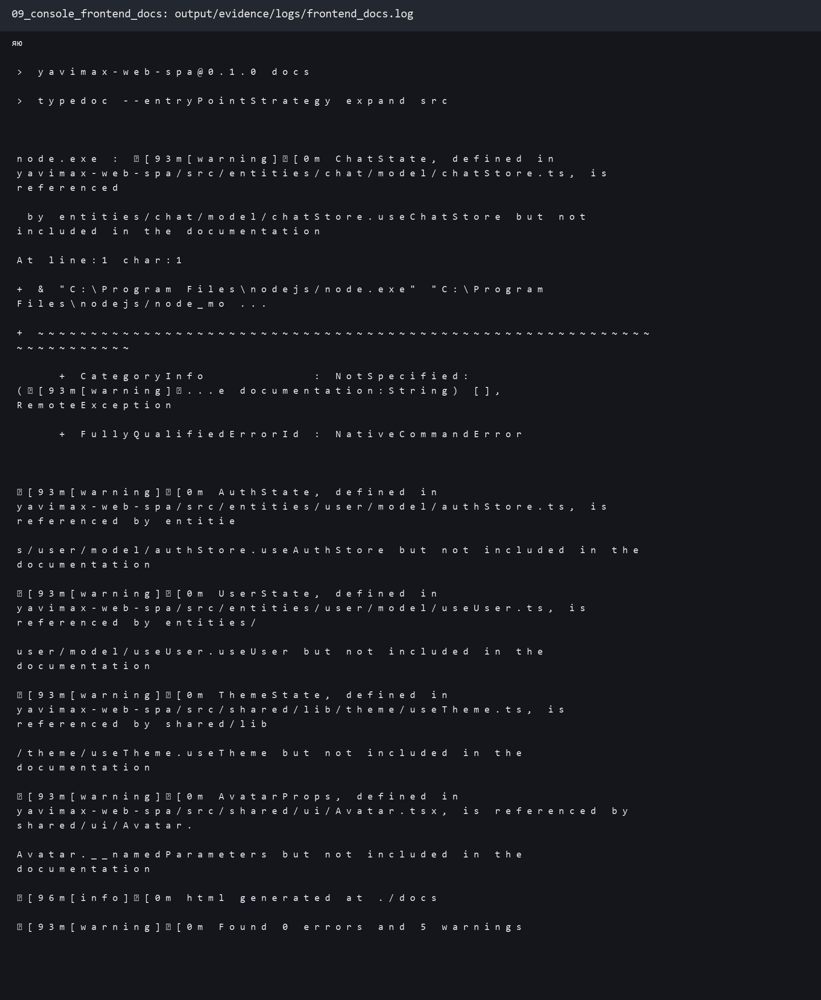 09_console_frontend_docs: output/evidence/logs/frontend_docs.log
яю
> yavimax-web-spa@0.1.0 docs
> typedoc --entryPointStrategy expand src
node.exe : [93m[warning][0m ChatState, defined in
yavimax-web-spa/src/entities/chat/model/chatStore.ts, is
referenced
by entities/chat/model/chatStore.useChatStore but not
included in the documentation
At line:1 char:1
+ & "C:\Program Files\nodejs/node.exe" "C:\Program
Files\nodejs/node_mo ...
+ ~~~~~~~~~~~~~~~~~~~~~~~~~~~~~~~~~~~~~~~~~~~~~~~~~~~~~~~~~~
~~~~~~~~~~~
+ CategoryInfo : NotSpecified:
([93m[warning]...e documentation:String) [],
RemoteException
+ FullyQualifiedErrorId : NativeCommandError
[93m[warning][0m AuthState, defined in
yavimax-web-spa/src/entities/user/model/authStore.ts, is
referenced by entitie
s/user/model/authStore.useAuthStore but not included in the
documentation
[93m[warning][0m UserState, defined in
yavimax-web-spa/src/entities/user/model/useUser.ts, is
referenced by entities/
user/model/useUser.useUser but not included in the
documentation
[93m[warning][0m ThemeState, defined in
yavimax-web-spa/src/shared/lib/theme/useTheme.ts, is
referenced by shared/lib
/theme/useTheme.useTheme but not included in the
documentation
[93m[warning][0m AvatarProps, defined in
yavimax-web-spa/src/shared/ui/Avatar.tsx, is referenced by
shared/ui/Avatar.
Avatar.__namedParameters but not included in the
documentation
[96m[info][0m html generated at ./docs
[93m[warning][0m Found 0 errors and 5 warnings